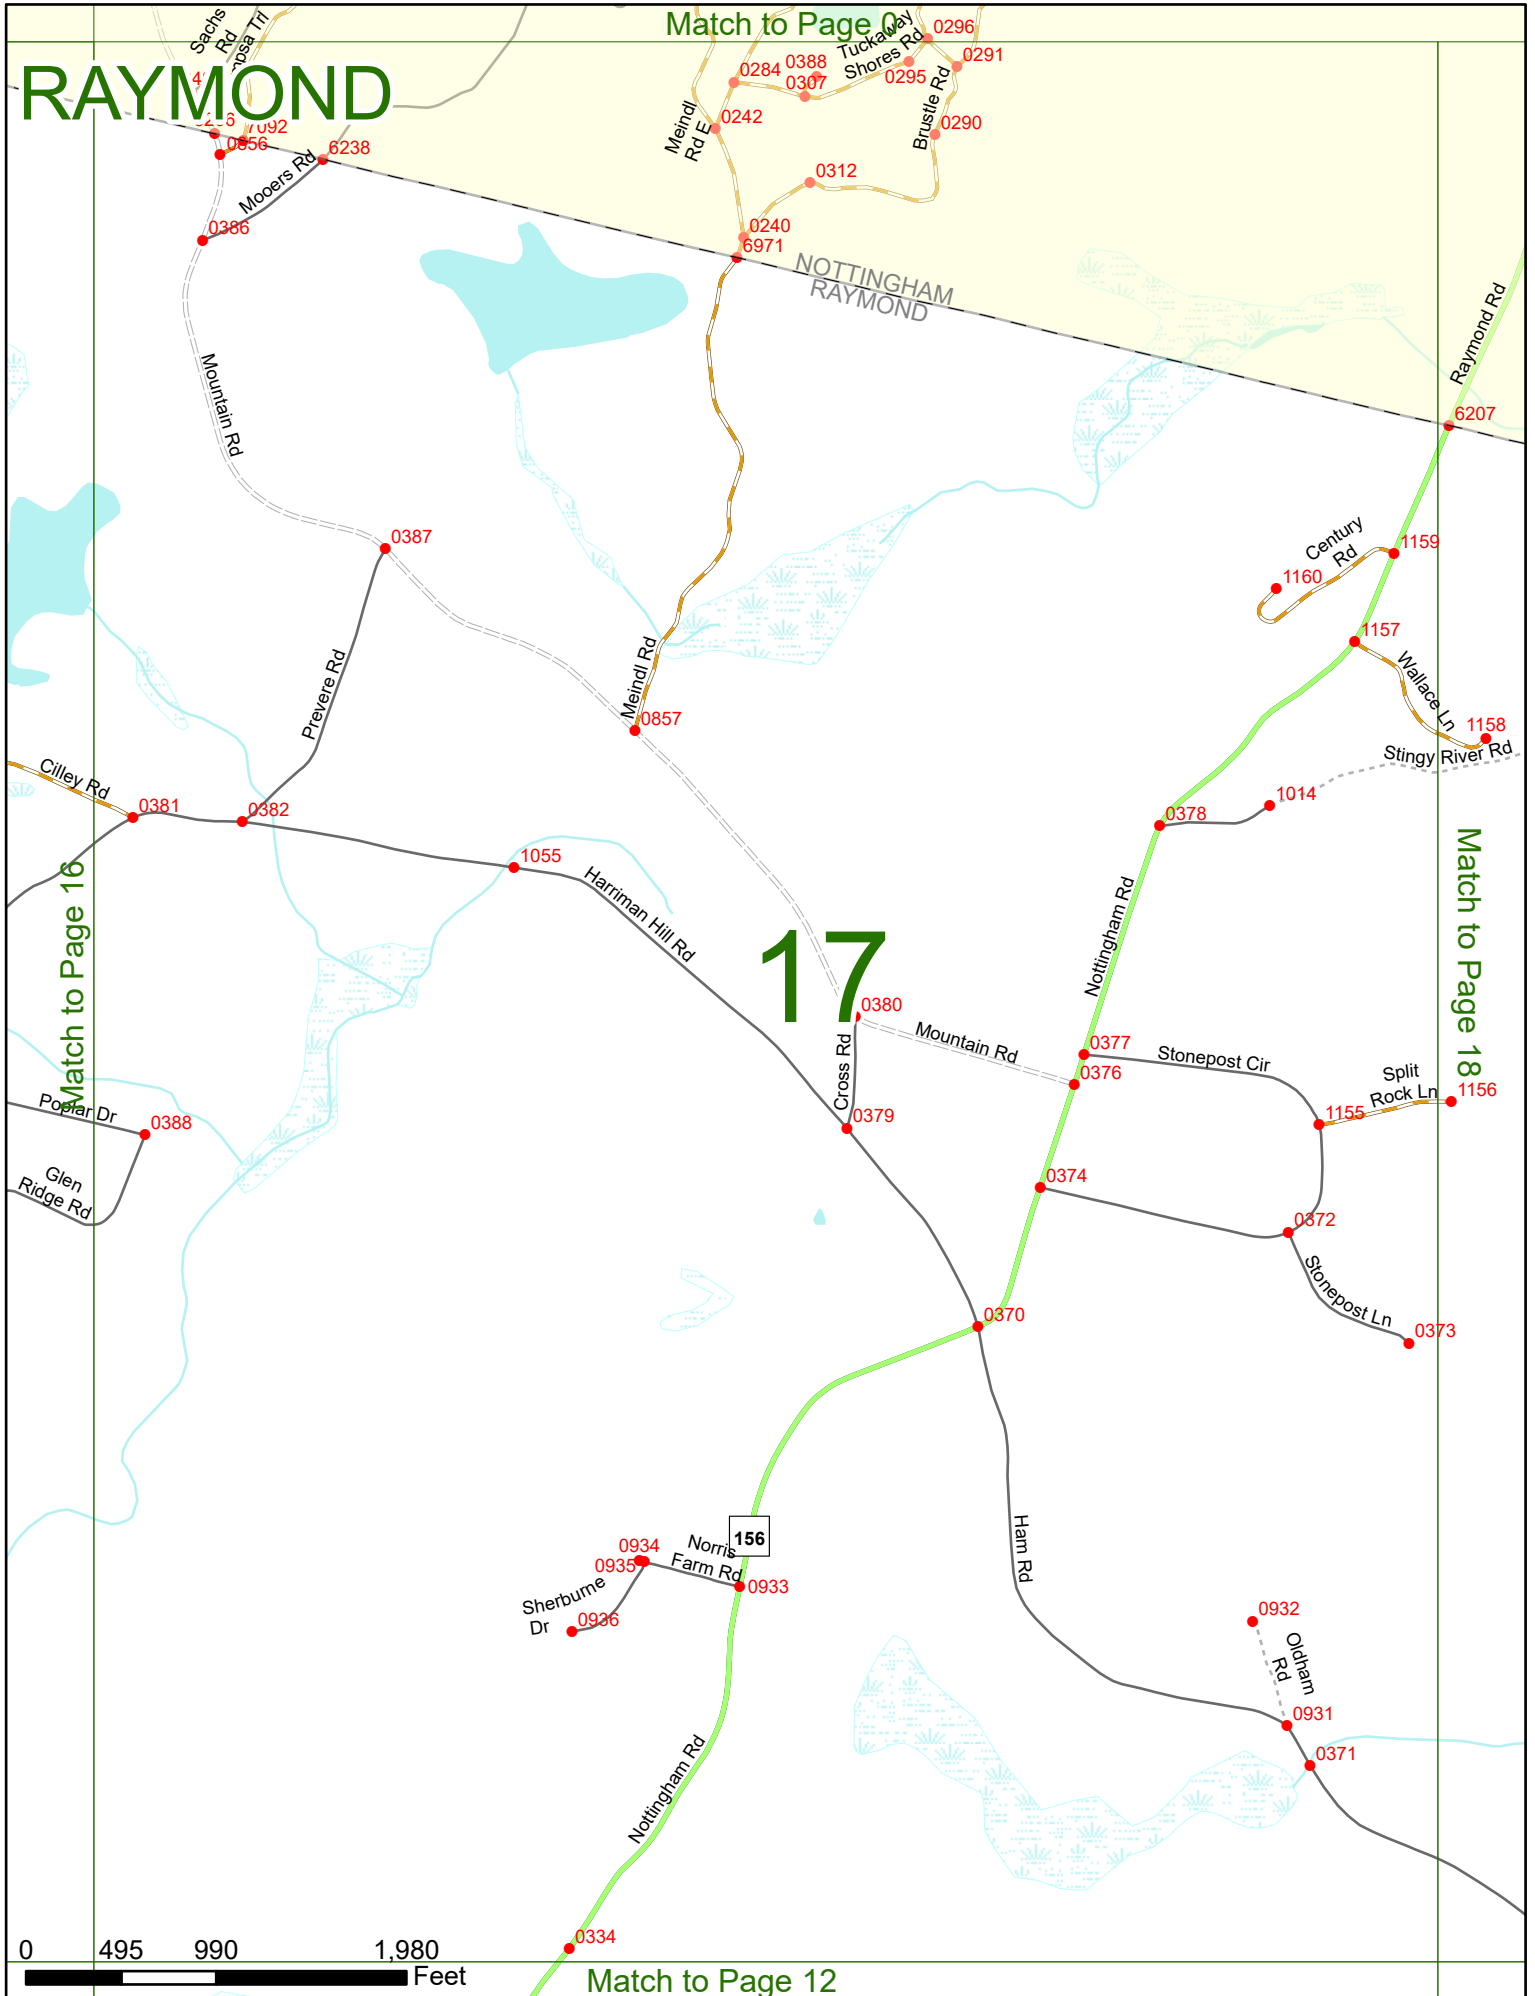 Match to Page 0
RAYMOND
Sachs
Rd
Tuckaway
Shores Rd
0296
0291
0295
0388
0307
0284
0242
Meindl
Rd E
Brustle Rd
0290
0312
7092
0856
6238
Mooers Rd
0386
0240
6971
NOTTINGHAM
RAYMOND
Raymond Rd
6207
Mountain Rd
0387
Century
Rd
1159
1160
1157
Wallace Ln
1158
Stingy River Rd
Prevere Rd
Meindl Rd
0857
Cilley Rd
0381
0382
1014
0378
1055
Harriman Hill Rd
Match to Page 16
Match to Page 18
17
Nottingham Rd
0380
Mountain Rd
Cross Rd
0377
0376
Stonepost Cir
Split
Rock Ln
1156
1155
0379
Poplar Dr
0388
Glen
Ridge Rd
0374
0372
Stonepost Ln
0373
0370
156
Ham Rd
0934
0935
Norris
Farm Rd
0933
Sherburne
Dr
0936
0932
Oldham
Rd
0931
0371
Nottingham Rd
0334
0 495 990 1,980
Feet
Match to Page 12